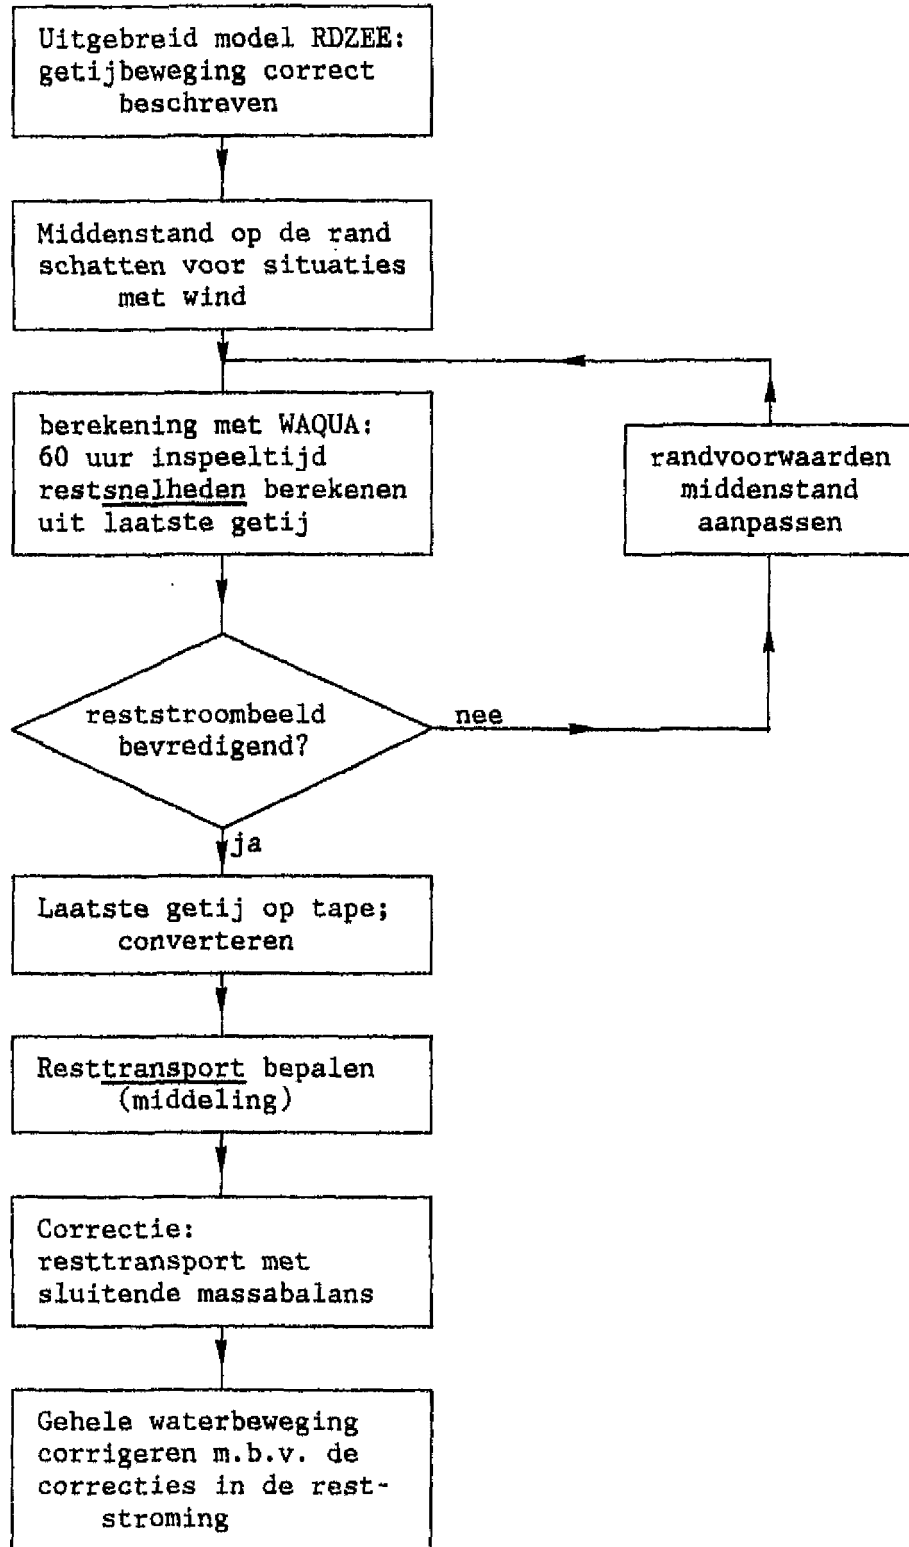 Uitgebreid model RDZEE:
getijbeweging correct
beschreven
Middenstand op de rand
schatten voor situaties
met wind
berekening met WAQUA:
60 uur inspeeltijd
restsnelheden berekenen
uit laatste getij
randvoorwaarden
middenstand
aanpassen
reststroombeeld
bevredigend?
nee
ja
Laatste getij op tape;
converteren
Resttransport bepalen
(middeling)
Correctie:
resttransport met
sluitende massabalans
Gehele waterbeweging
corrigeren m.b.v. de
correcties in de rest-
stroming